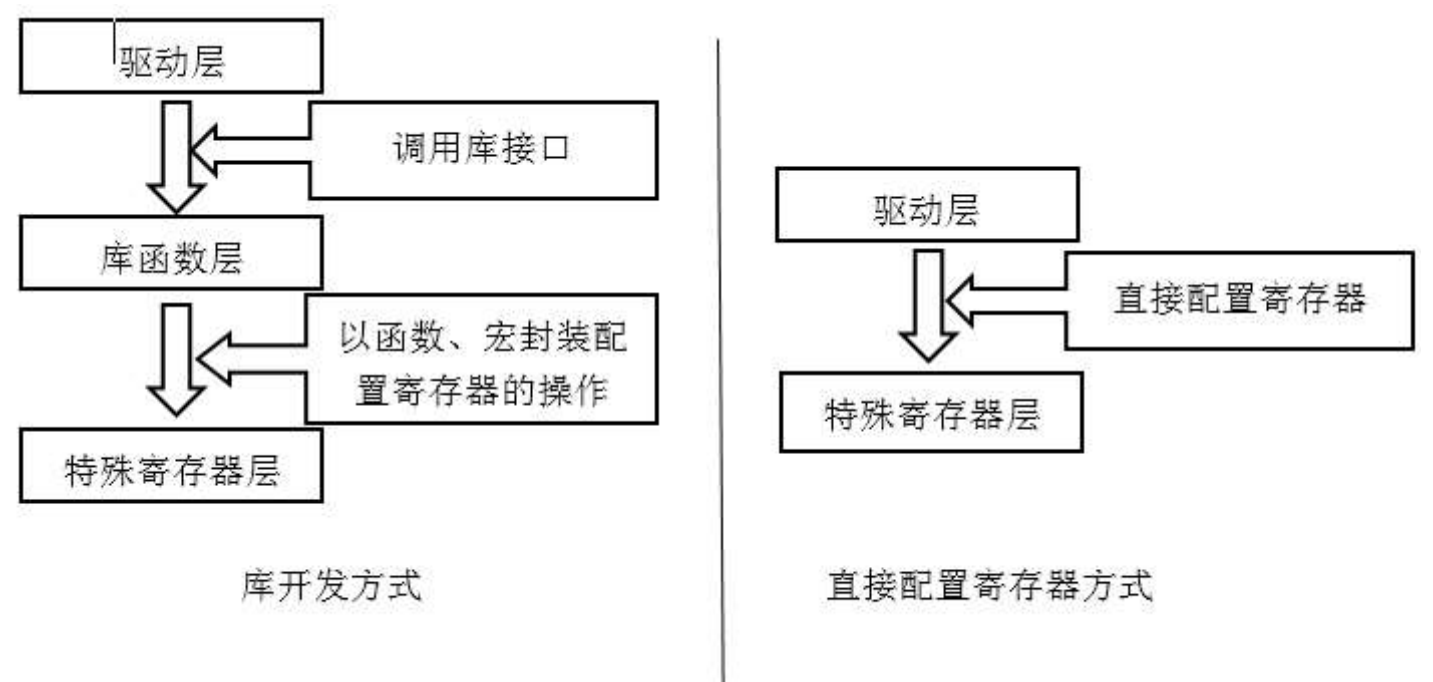 驱动层
调用库接口
库函数层
以函数、宏封装配
置寄存器的操作
特殊寄存器层
库开发方式
驱动层
直接配置寄存器
特殊寄存器层
直接配置寄存器方式